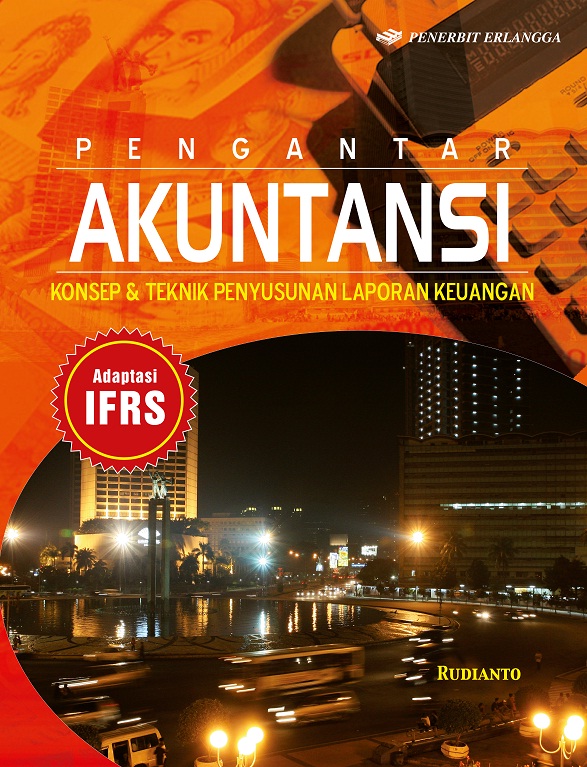 PENERBIT ERLANGGA
PENGANTAR
AKUNTANSI
KONSEP & TEKNIK PENYUSUNAN LAPORAN KEUANGAN
Adaptasi
IFRS
RUDIANTO